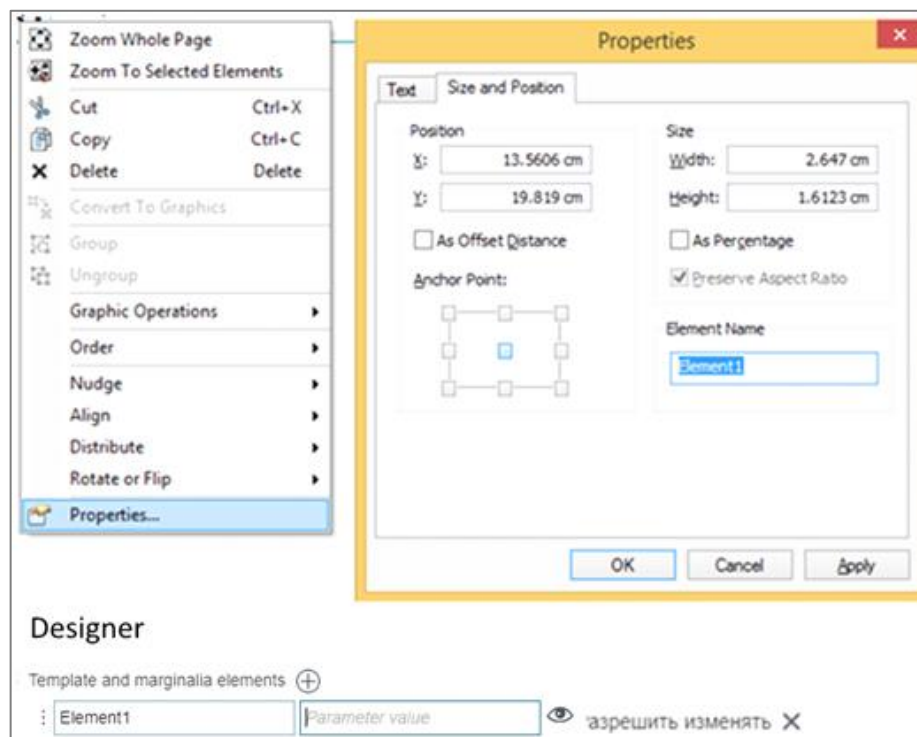 Zoom Whole Page
Zoom To Selected Elements
Cut Ctrl+X
Copy Ctrl+C
Delete Delete
Convert To Graphics
Group
Ungroup
Graphic Operations
Order
Nudge
Align
Distribute
Rotate or Flip
Properties...
Properties
Text Size and Position
Position
X: 13.5606 cm
Y: 19.819 cm
As Offset Distance
Anchor Point:
Size
Width: 2.647 cm
Height: 1.6123 cm
As Percentage
Preserve Aspect Ratio
Element Name
Element1
OK Cancel Apply
Designer
Template and marginalia elements
Element1 Parameter value азрешить изменять